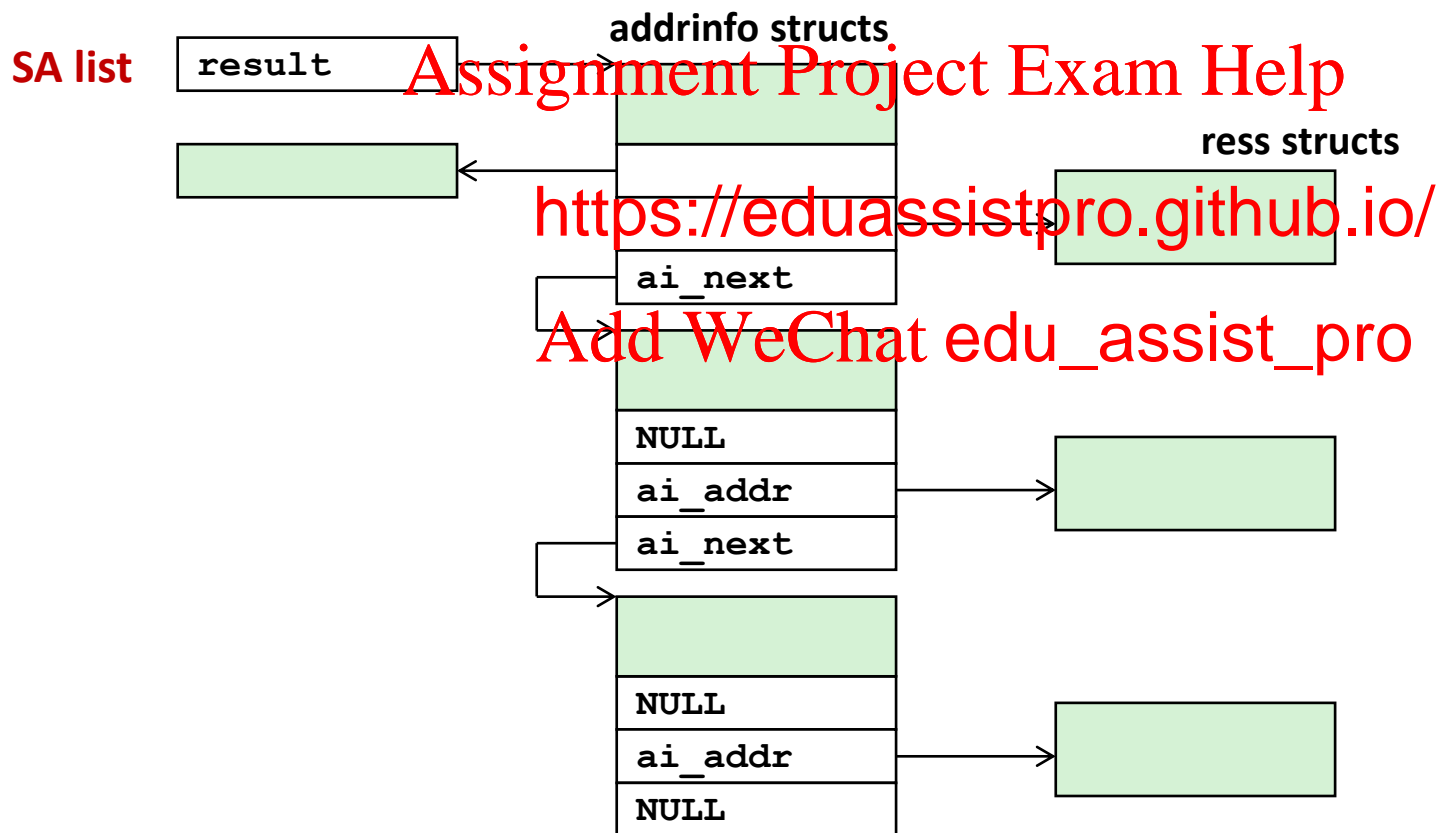 addrinfo structs
SA list
result
Assignment Project Exam Help
ress structs
https://eduassistpro.github.io/
ai_next
Add WeChat edu_assist_pro
NULL
ai_addr
ai_next
NULL
ai_addr
NULL